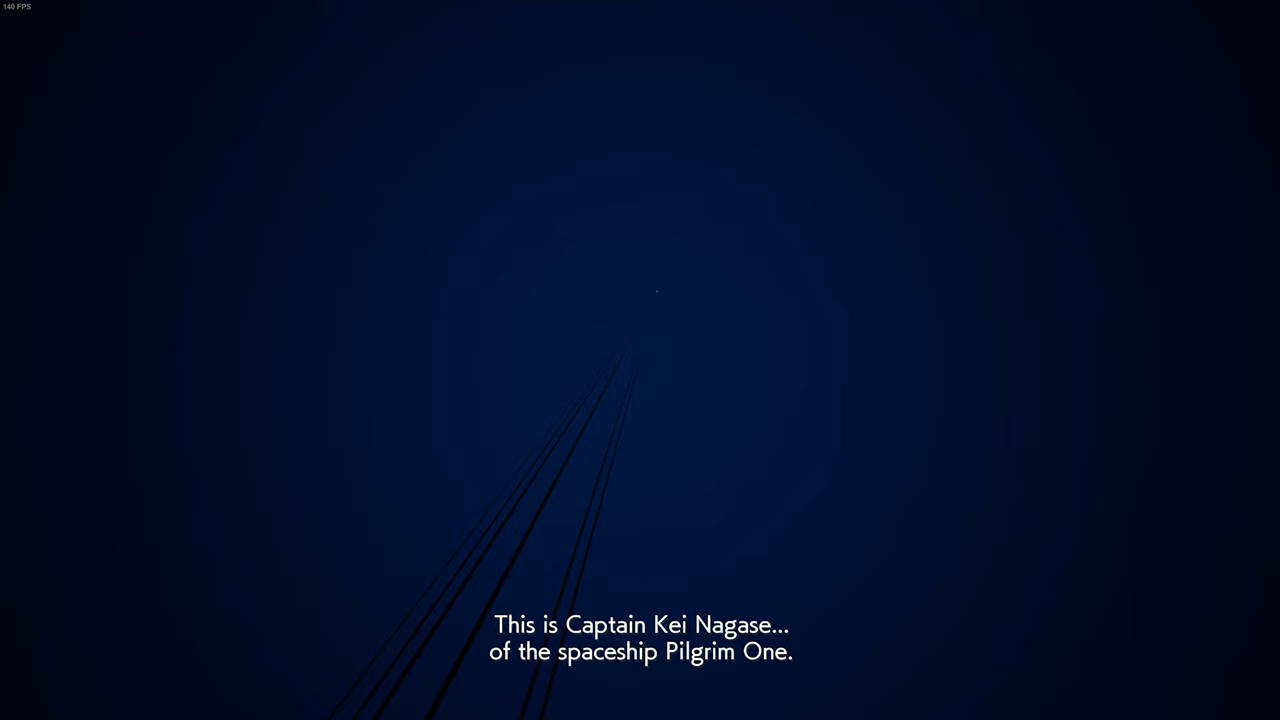 140 FPS
This is Captain Kei Nagase...
of the spaceship Pilgrim One.